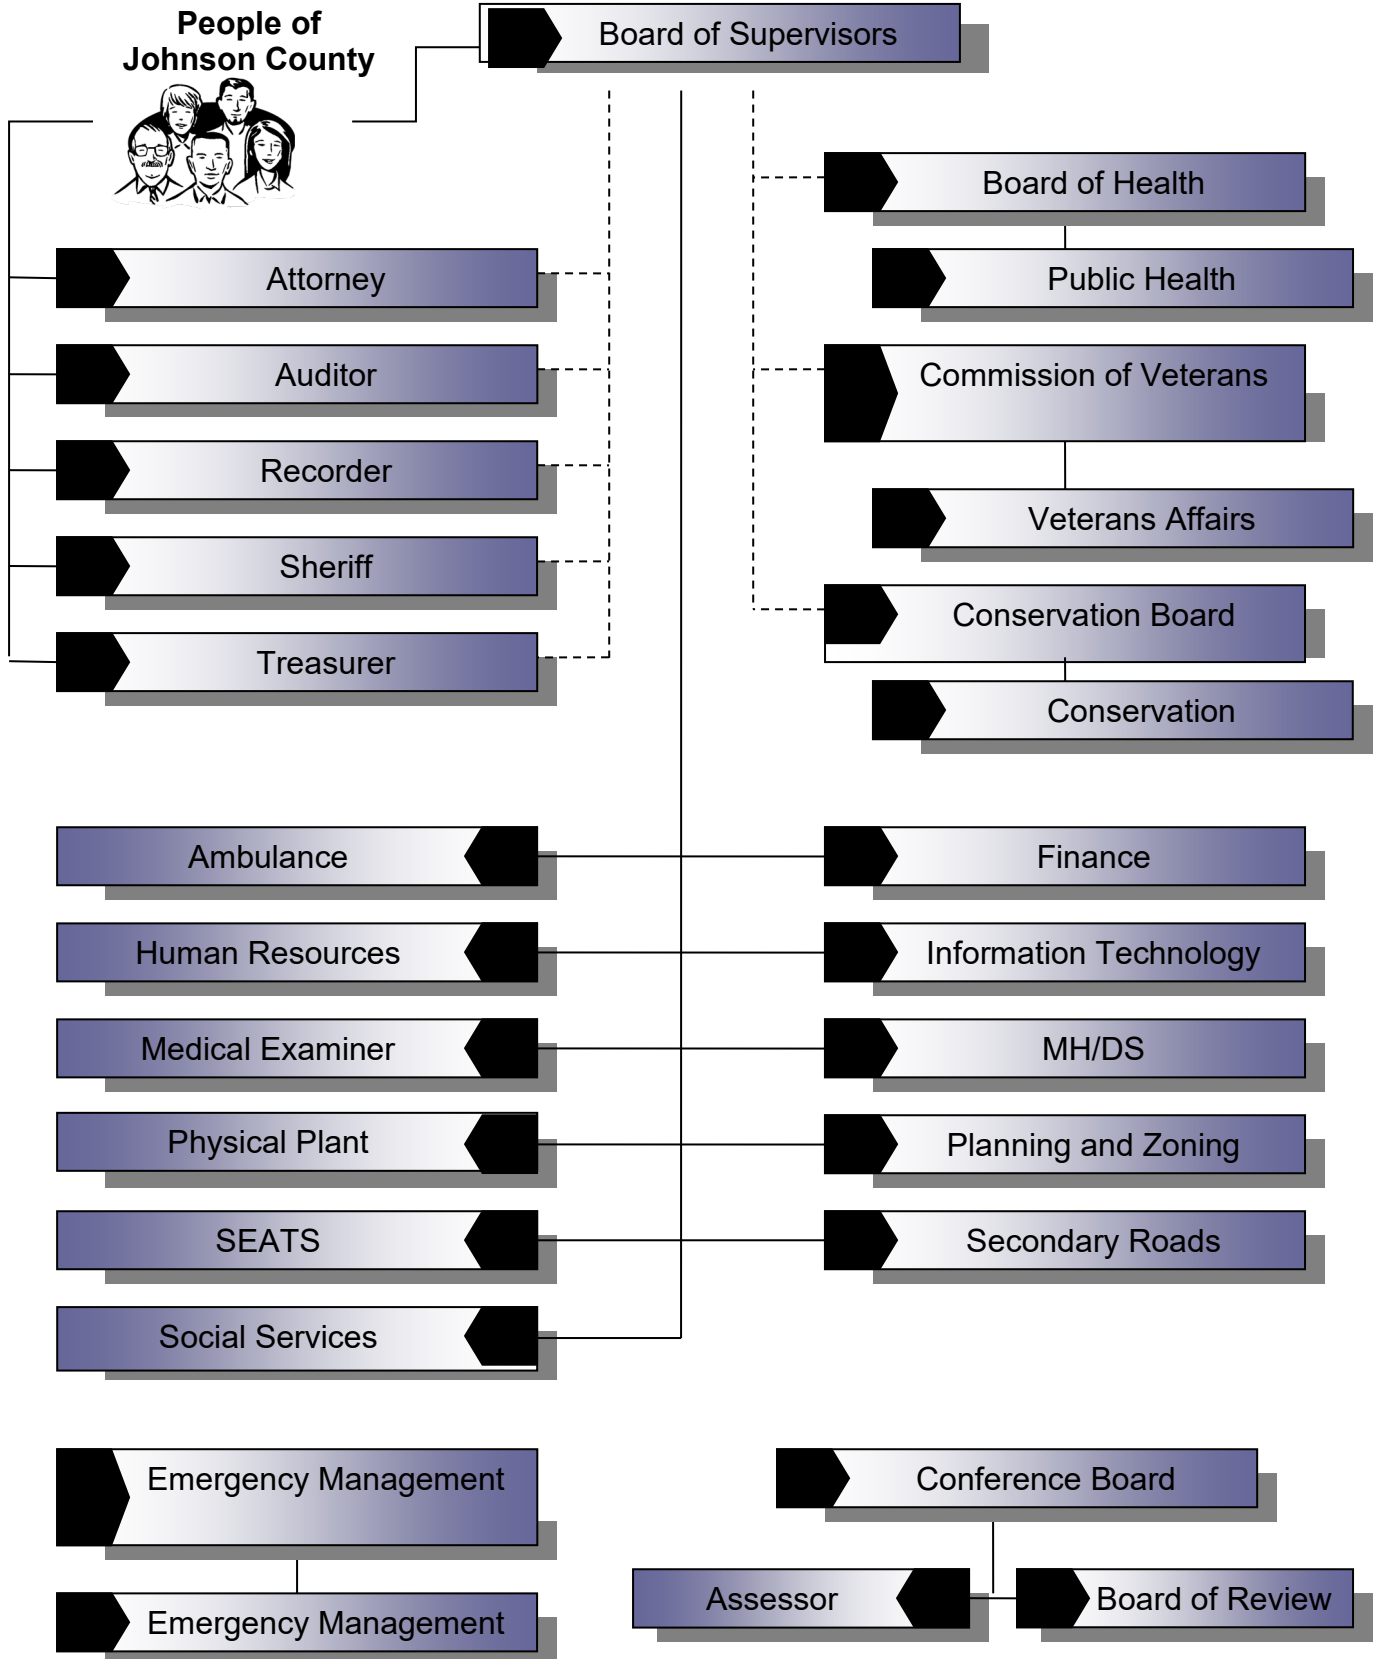 People of
Johnson County
Board of Supervisors
Board of Health
Public Health
Attorney
Auditor
Commission of Veterans
Recorder
Veterans Affairs
Sheriff
Conservation Board
Treasurer
Conservation
Ambulance
Finance
Human Resources
Information Technology
Medical Examiner
MH/DS
Physical Plant
Planning and Zoning
SEATS
Secondary Roads
Social Services
Emergency Management
Conference Board
Emergency Management
Assessor
Board of Review